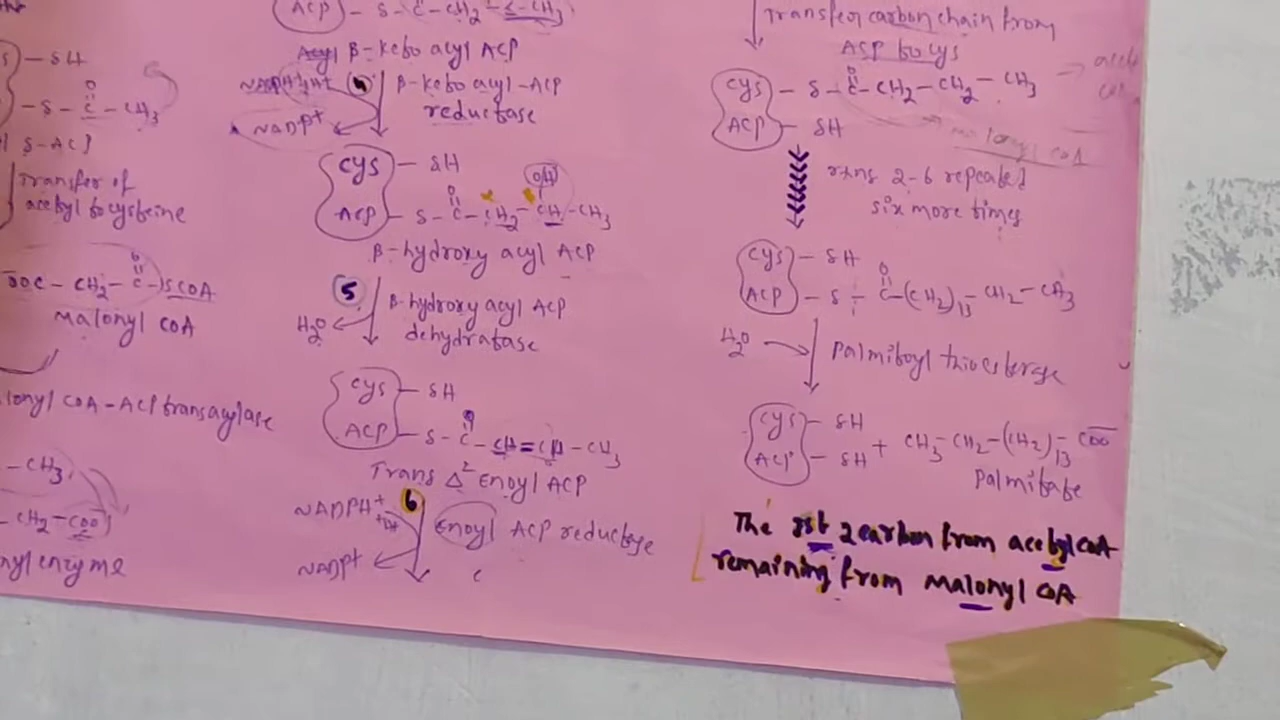 SH
S - C - CH3
O
S-ACP
Transfer of
acetyl to cysteine
O
OOC - CH2 - C - SCOA
Malonyl COA
lonyl COA-ACP transacylase
- CH3
- CH2 - COO
nyl enzyme
ACP - S - C - CH2 - C - CH3
Acyl β-keto acyl ACP
NADPH+H+ 4 β-keto acyl-ACP
reductase
NADP+
Cys - SH
O OH
ACP - S - C - CH2 - CH - CH3
β-hydroxy acyl ACP
5 β-hydroxy acyl ACP
dehydratase
H2O
Cys - SH
O
ACP - S - C - CH = CH - CH3
Trans Δ2 Enoyl ACP
NADPH+ +H 6 Enoyl ACP reductase
NADP+
Transfer carbon chain from
ACP to cys
O
Cys - S - C - CH2 - CH2 - CH3
ACP - SH
malonyl COA
rxns 2-6 repeated
six more times
Cys - SH
O
ACP - S - C - (CH2)13 - CH2 - CH3
H2O Palmitoyl thioesterase
Cys - SH
ACP - SH + CH3 - CH2 - (CH2)13 - COO
Palmitate
The 1st 2 carbon from acetyl COA
remaining from Malonyl COA